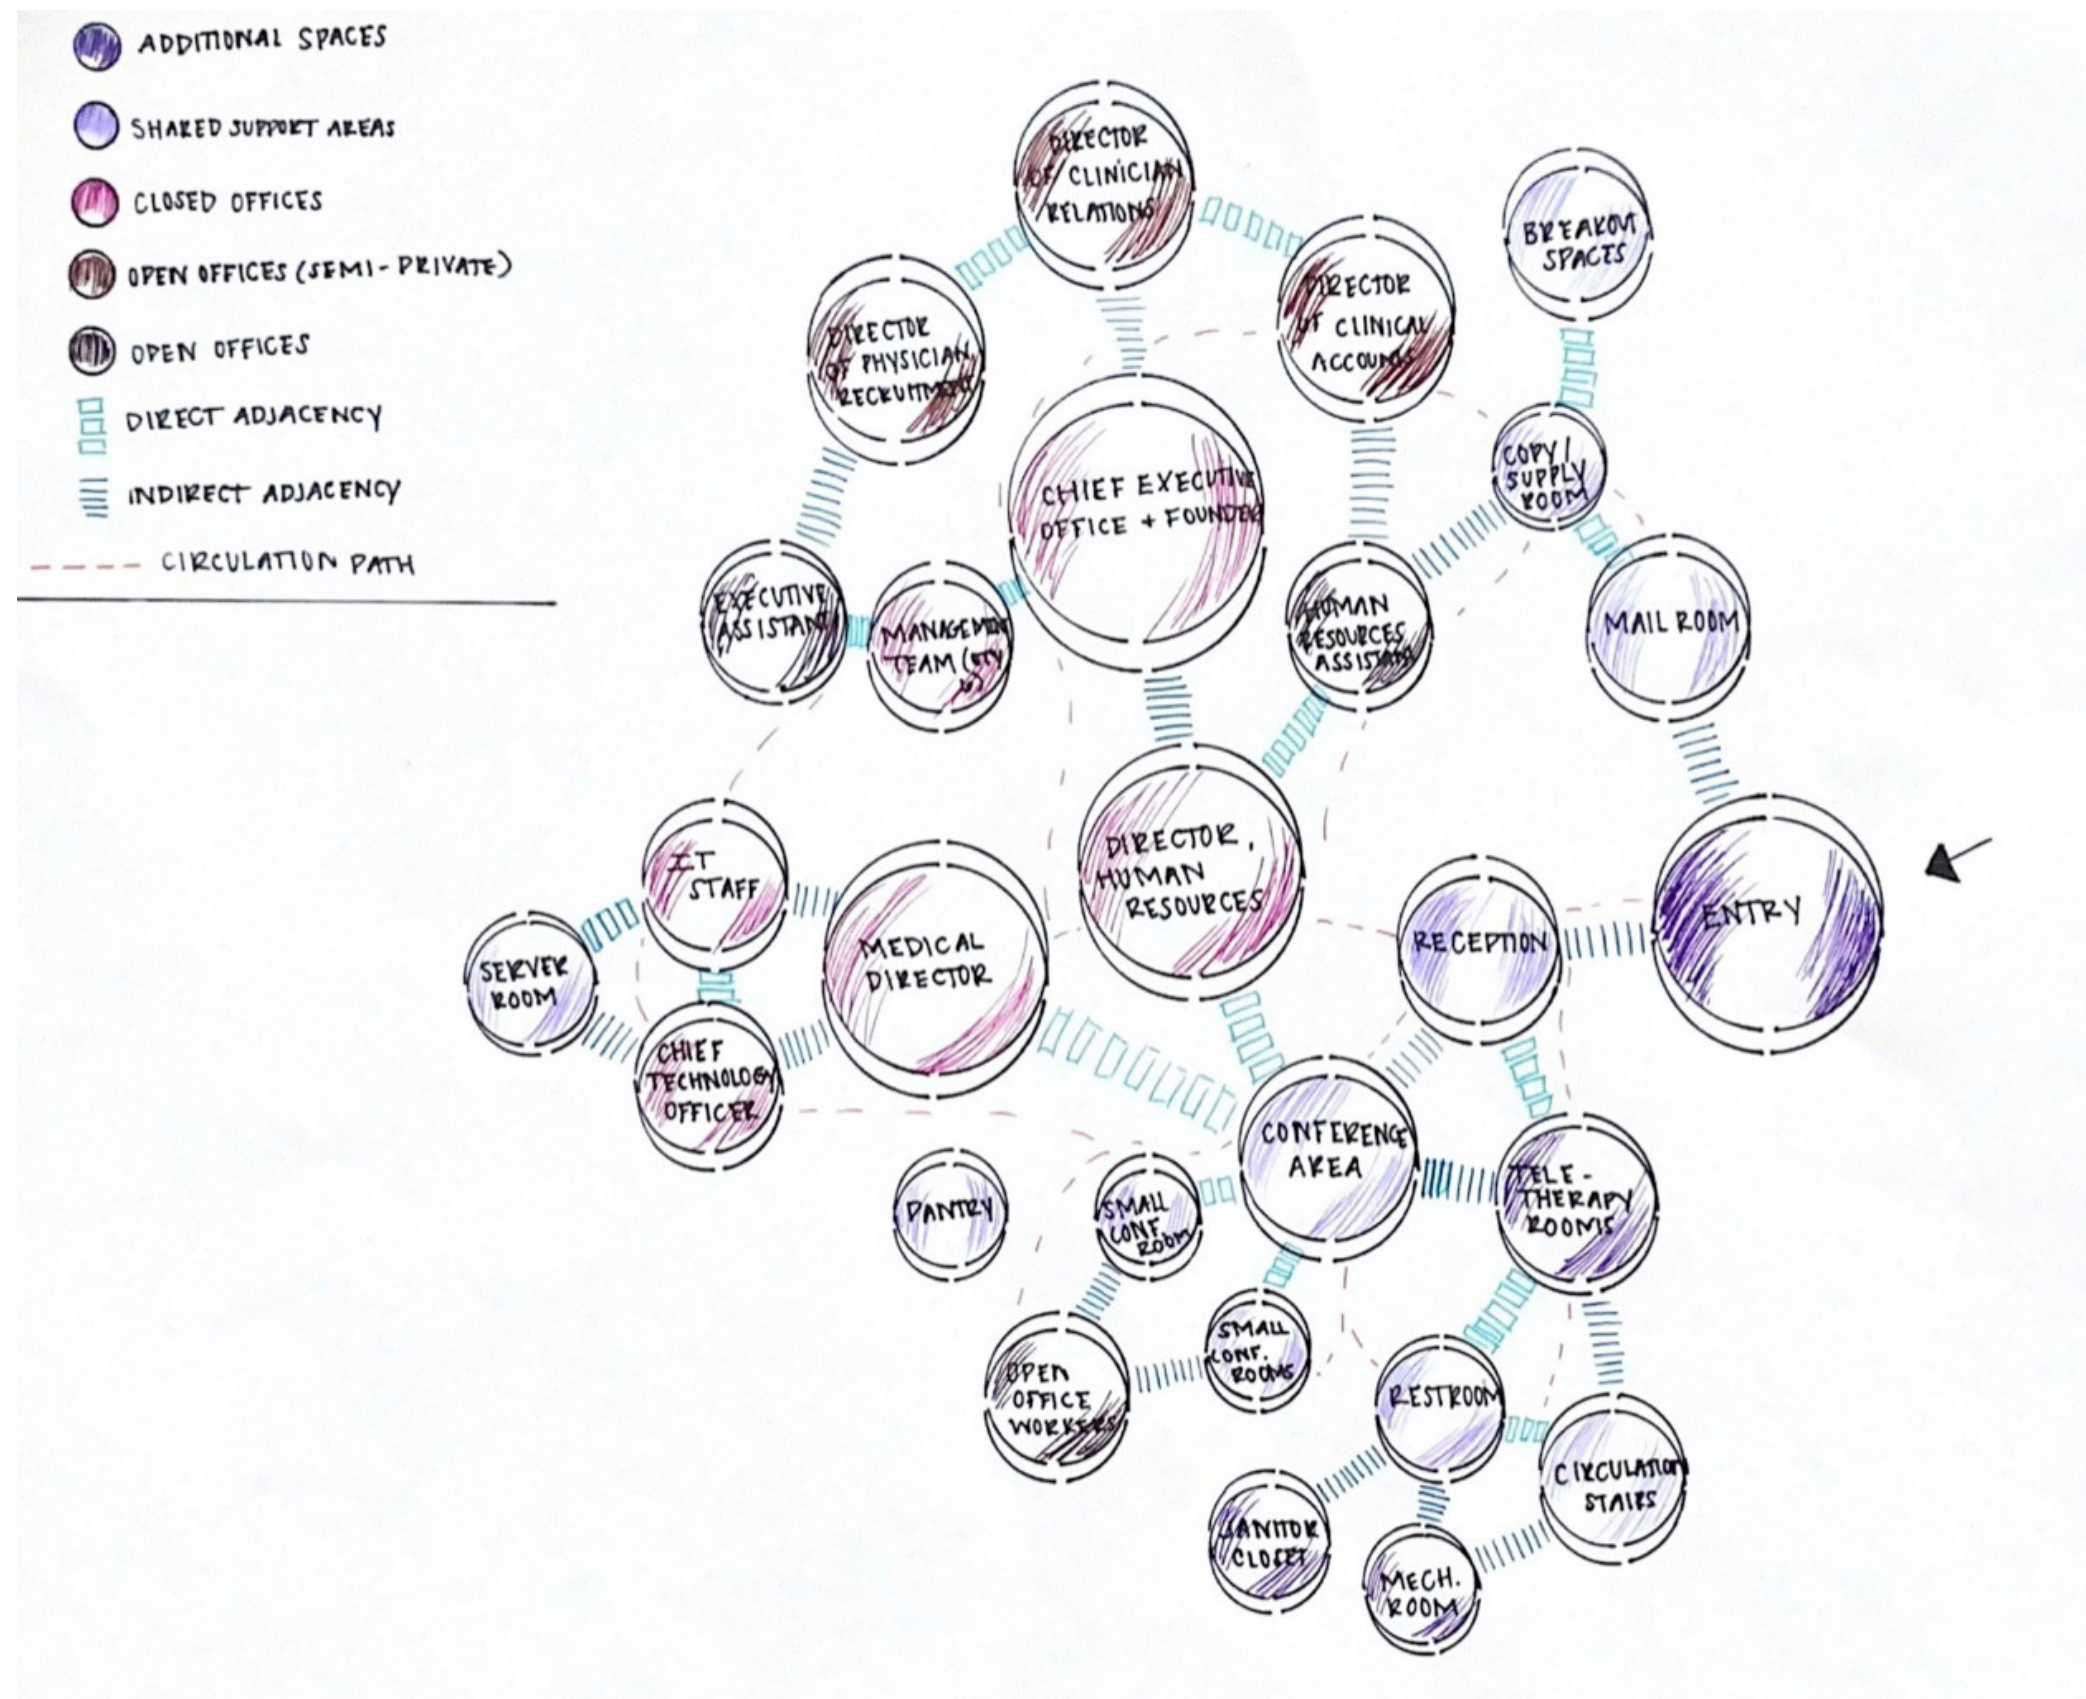 ADDITIONAL SPACES
SHARED SUPPORT AREAS
CLOSED OFFICES
OPEN OFFICES (SEMI-PRIVATE)
OPEN OFFICES
DIRECT ADJACENCY
INDIRECT ADJACENCY
CIRCULATION PATH
DIRECTOR
OF CLINICIAN
RELATIONS
BREAKOUT
SPACES
DIRECTOR
OF CLINICAL
ACCOUNTS
DIRECTOR
OF PHYSICIAN
RECRUITMENT
COPY/
SUPPLY
ROOM
CHIEF EXECUTIVE
OFFICE + FOUNDER
EXECUTIVE
ASSISTANT
MANAGEMENT
TEAM
HUMAN
RESOURCES
ASSISTANT
MAIL ROOM
IT
STAFF
DIRECTOR,
HUMAN
RESOURCES
MEDICAL
DIRECTOR
RECEPTION
ENTRY
SERVER
ROOM
CHIEF
TECHNOLOGY
OFFICER
CONFERENCE
AREA
PANTRY
SMALL
CONF.
ROOM
TELE-
THERAPY
ROOMS
SMALL
CONF.
ROOMS
OPEN
OFFICE
WORKERS
RESTROOM
CIRCULATION
STAIRS
JANITOR
CLOSET
MECH.
ROOM